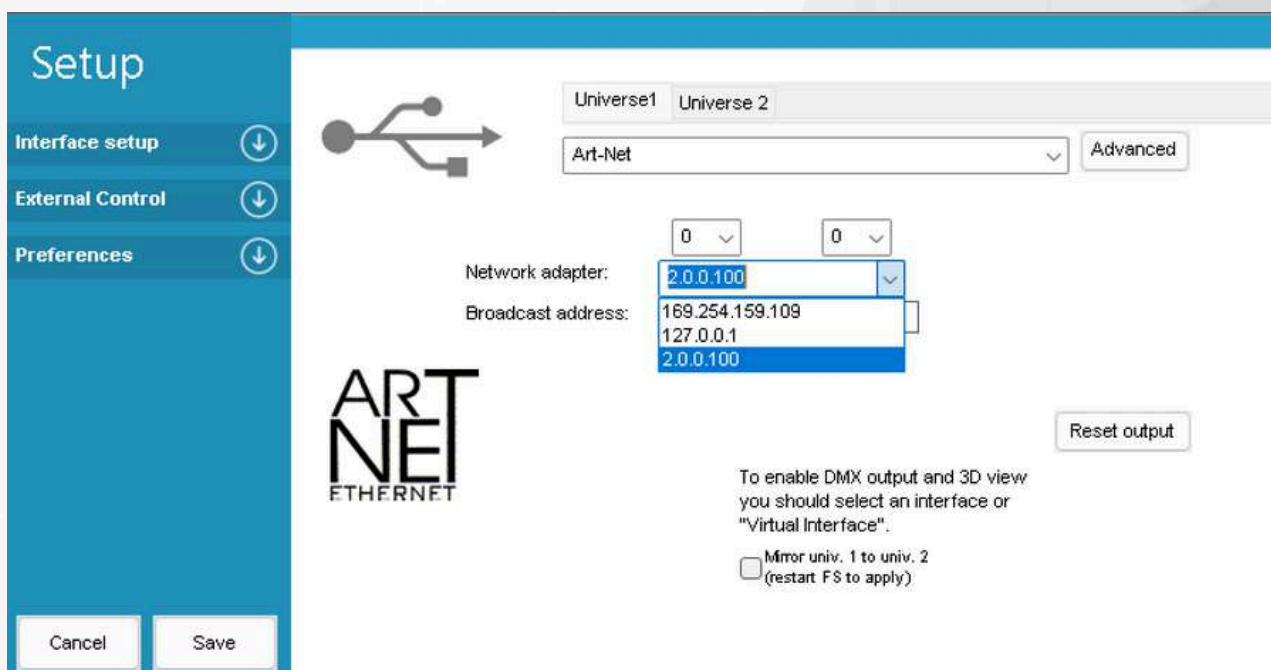 Setup
Interface setup
External Control
Preferences
Cancel
Save
Universe1
Universe 2
Art-Net
Advanced
0
0
Network adapter:
2.0.0.100
Broadcast address:
169.254.159.109
127.0.0.1
2.0.0.100
ART
NET
ETHERNET
Reset output
To enable DMX output and 3D view
you should select an interface or
"Virtual Interface".
Mirror univ. 1 to univ. 2
(restart FS to apply)